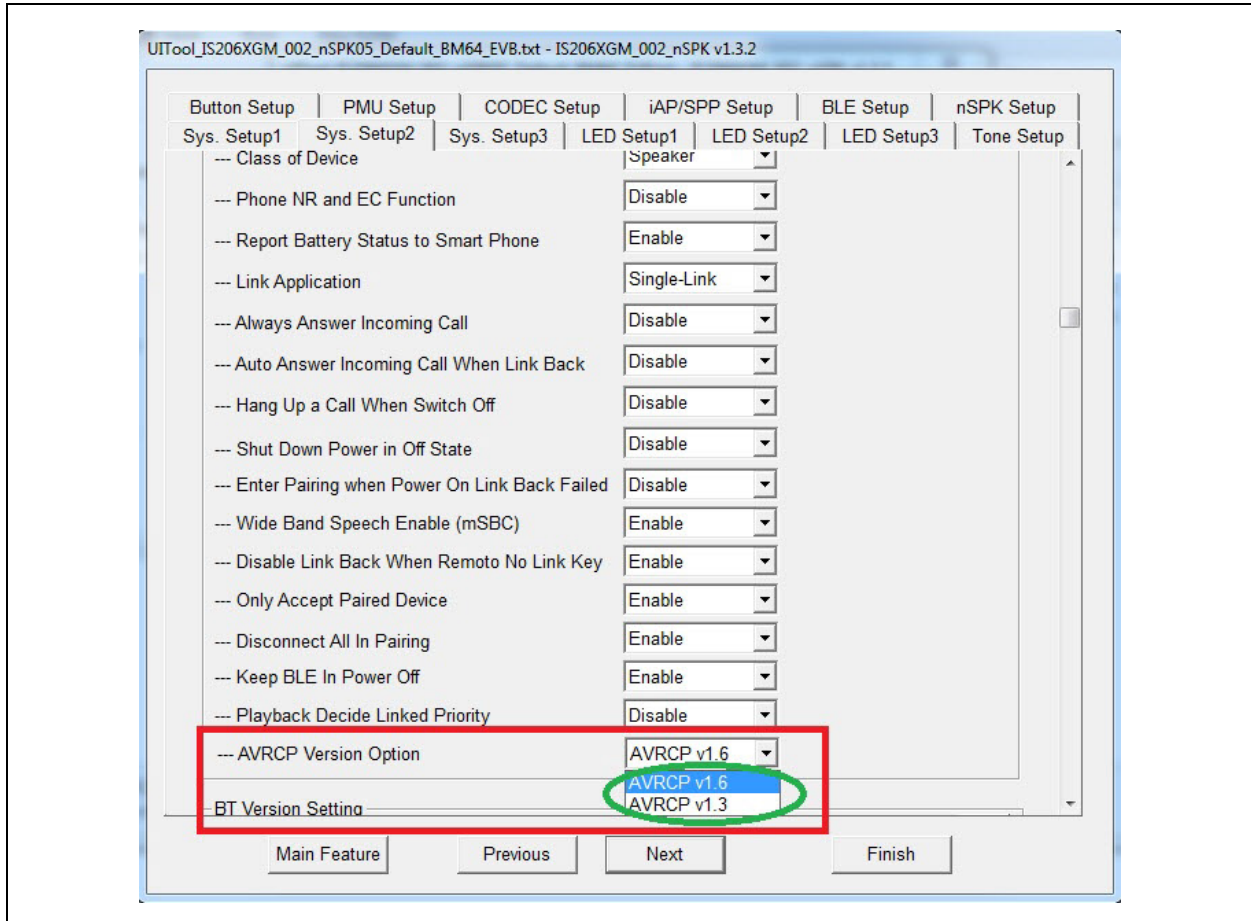 UITool_IS206XGM_002_nSPK05_Default_BM64_EVB.txt - IS206XGM_002_nSPK v1.3.2
Button Setup PMU Setup CODEC Setup iAP/SPP Setup BLE Setup nSPK Setup
Sys. Setup1 Sys. Setup2 Sys. Setup3 LED Setup1 LED Setup2 LED Setup3 Tone Setup
--- Class of Device Speaker
--- Phone NR and EC Function Disable
--- Report Battery Status to Smart Phone Enable
--- Link Application Single-Link
--- Always Answer Incoming Call Disable
--- Auto Answer Incoming Call When Link Back Disable
--- Hang Up a Call When Switch Off Disable
--- Shut Down Power in Off State Disable
--- Enter Pairing when Power On Link Back Failed Disable
--- Wide Band Speech Enable (mSBC) Enable
--- Disable Link Back When Remoto No Link Key Enable
--- Only Accept Paired Device Enable
--- Disconnect All In Pairing Enable
--- Keep BLE In Power Off Enable
--- Playback Decide Linked Priority Disable
--- AVRCP Version Option AVRCP v1.6
AVRCP v1.6
BT Version Setting AVRCP v1.3
Main Feature Previous Next Finish